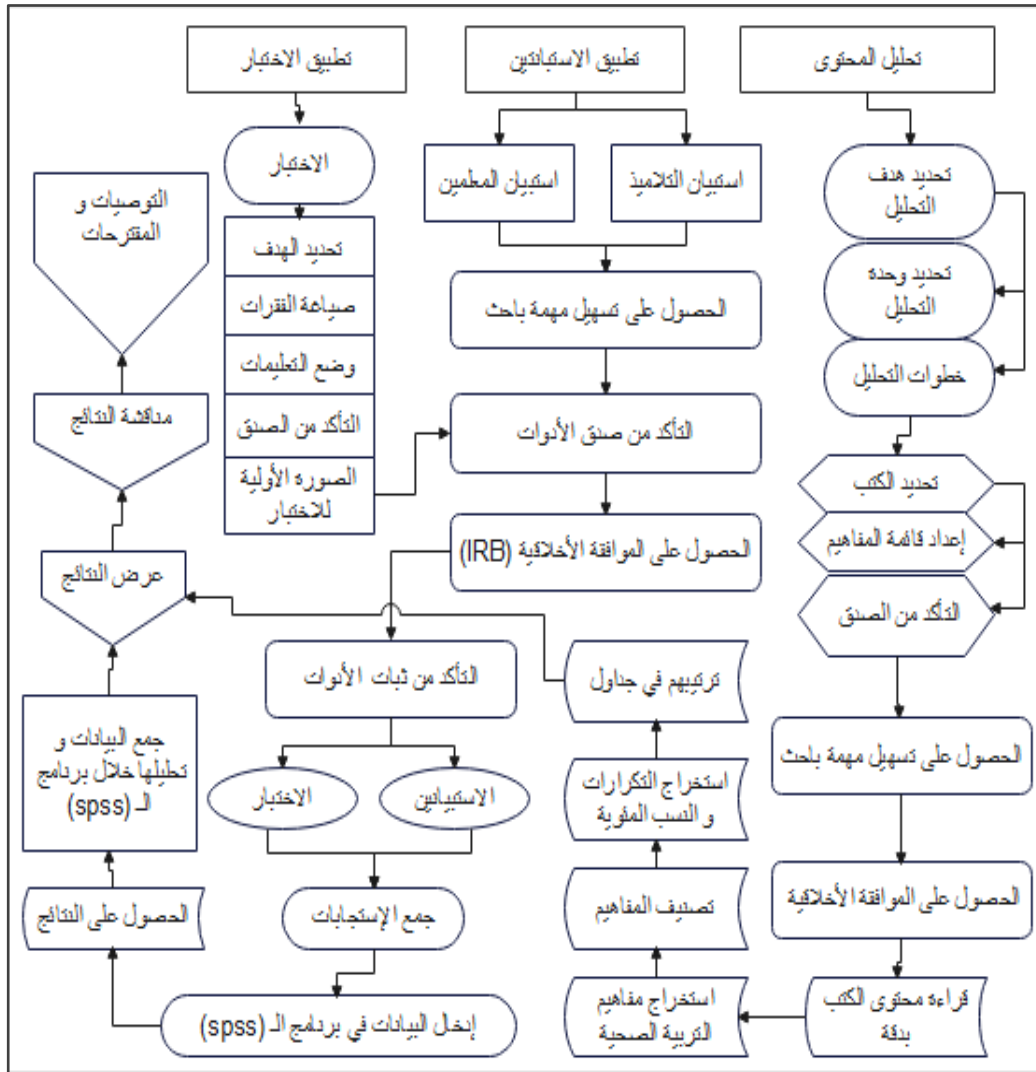 تحليل المحتوى
تحديد هدف
التحليل
تحديد وحدة
التحليل
خطوات التحليل
تحديد الكتب
إعداد قائمة المفاهيم
التأكد من الصدق
الحصول على تسهيل مهمة باحث
الحصول على الموافقة الأخلاقية
قراءة محتوى الكتب
بدقة
استخراج مفاهيم
التربية الصحية
تصنيف المفاهيم
استخراج التكرارات
و النسب المئوية
ترتيبهم في جداول
تطبيق الاستبانتين
استبيان التلاميذ
استبيان المعلمين
الحصول على تسهيل مهمة باحث
التأكد من صدق الأدوات
الحصول على الموافقة الأخلاقية (IRB)
تطبيق الاختبار
الاختبار
تحديد الهدف
صياغة الفقرات
وضع التعليمات
التأكد من الصدق
الصورة الأولية
للاختبار
التأكد من ثبات الأدوات
الاستبيانين
الاختبار
جمع الإستجابات
إدخال البيانات في برنامج الـ (spss)
الحصول على النتائج
جمع البيانات و
تحليلها خلال برنامج
الـ (spss)
عرض النتائج
مناقشة النتائج
التوصيات و
المقترحات